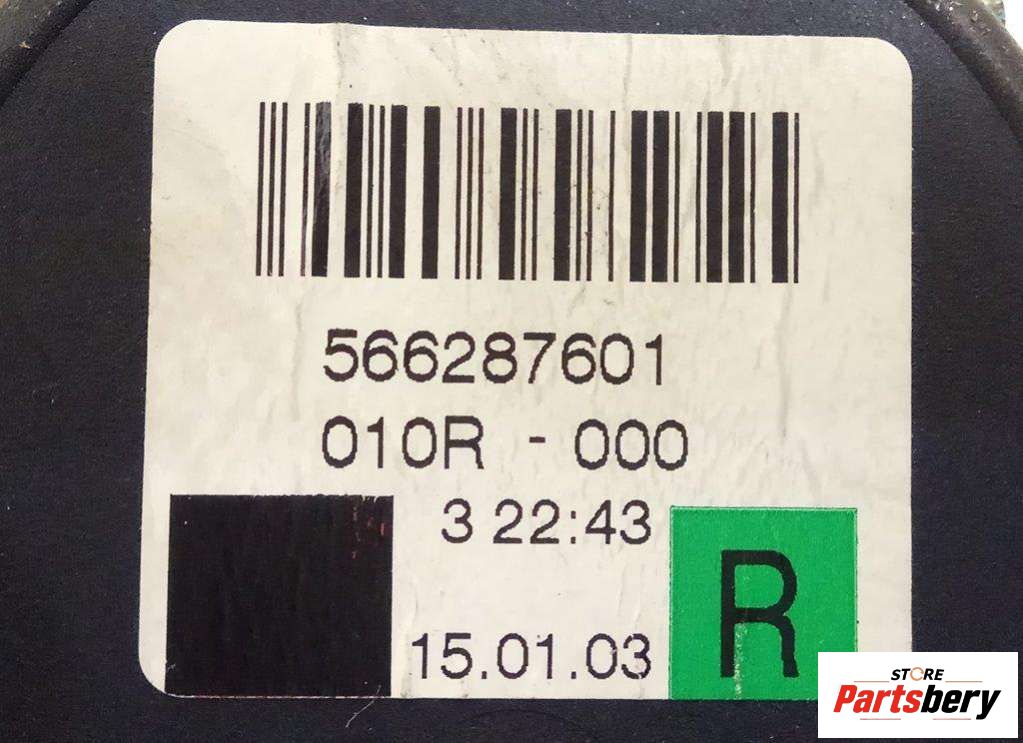 566287601
010R - 000
3 22:43
15.01.03
R
STORE
Partsbery